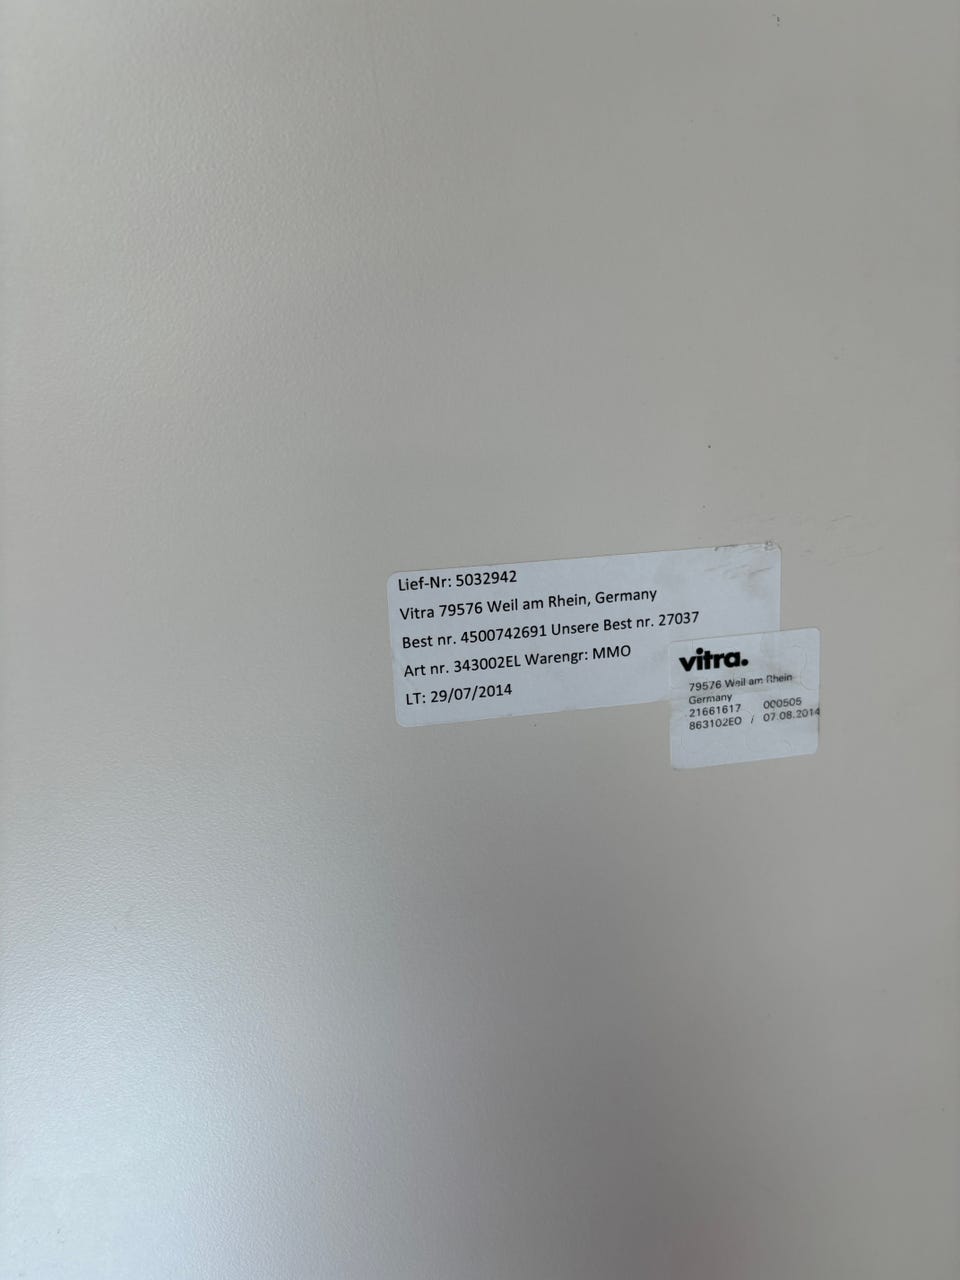 Lief-Nr: 5032942
Vitra 79576 Weil am Rhein, Germany
Best nr. 4500742691 Unsere Best nr. 27037
Art nr. 343002EL Warengr: MMO
LT: 29/07/2014
vitra.
79576 Weil am Rhein
Germany
21661617 000505
863102EO / 07.08.2014